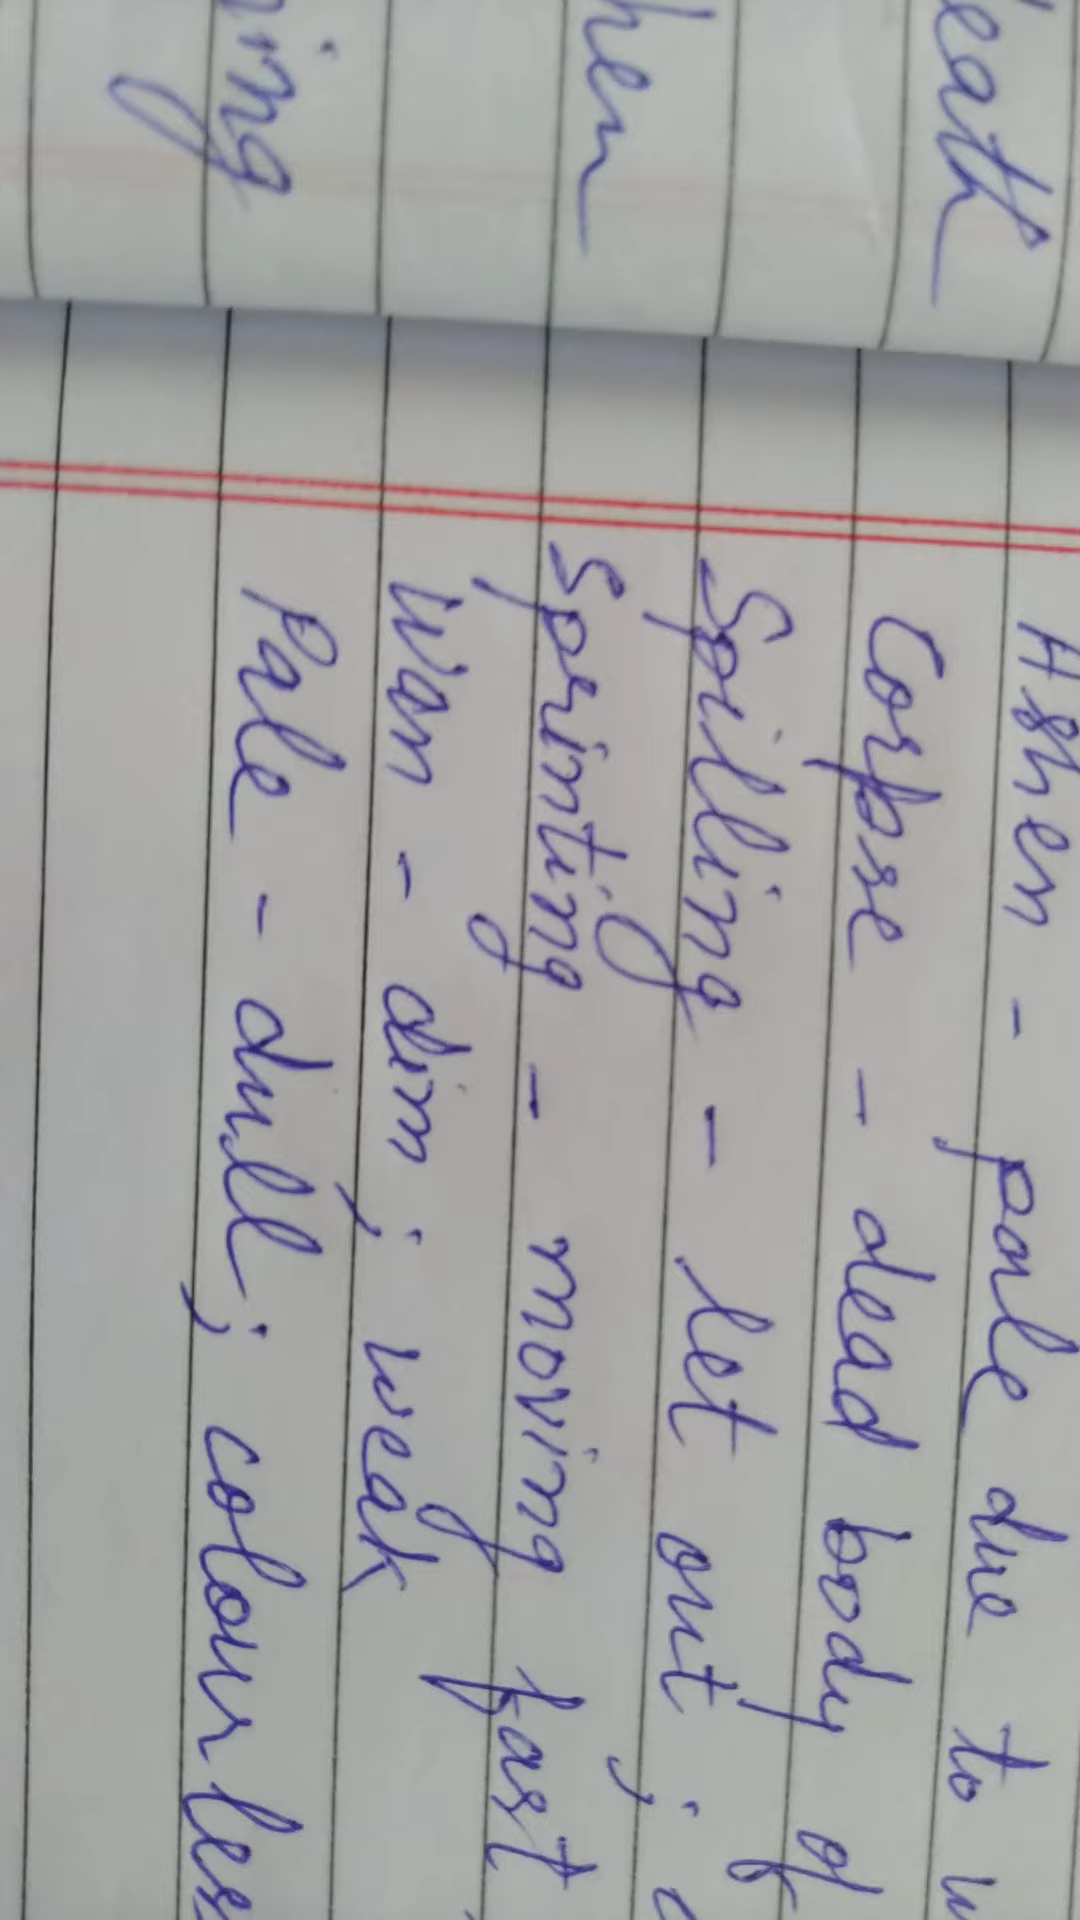 Ashen - pale due to
Corpse - dead body of
Spilling - let out ;
Sprinting - moving fast
Wan - dim ; weak
Pale - dull ; colourless